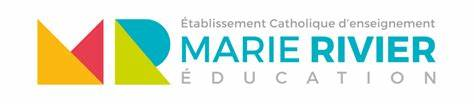 Établissement Catholique d'enseignement
MARIE RIVIER
ÉDUCATION